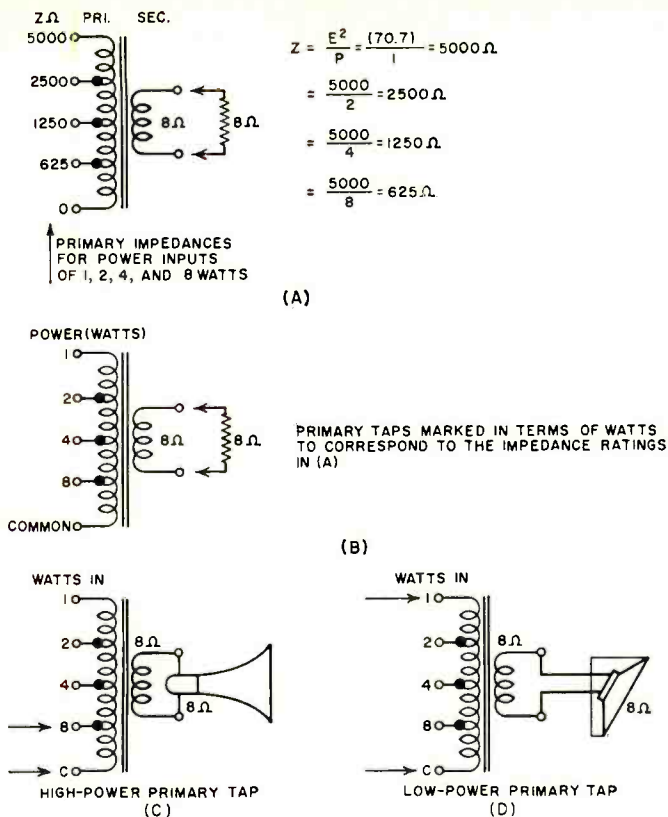 ZΩ PRI. SEC.
5000
2500
1250
625
0
8Ω
8Ω
Z = E² / P = (70.7) / 1 = 5000Ω
= 5000 / 2 = 2500Ω
= 5000 / 4 = 1250Ω
= 5000 / 8 = 625Ω
PRIMARY IMPEDANCES
FOR POWER INPUTS
OF 1, 2, 4, AND 8 WATTS
(A)
POWER(WATTS)
1
2
4
8
COMMON
8Ω
8Ω
PRIMARY TAPS MARKED IN TERMS OF WATTS
TO CORRESPOND TO THE IMPEDANCE RATINGS
IN (A)
(B)
WATTS IN
1
2
4
8
C
8Ω
8Ω
HIGH-POWER PRIMARY TAP
(C)
WATTS IN
1
2
4
8
C
8Ω
8Ω
LOW-POWER PRIMARY TAP
(D)